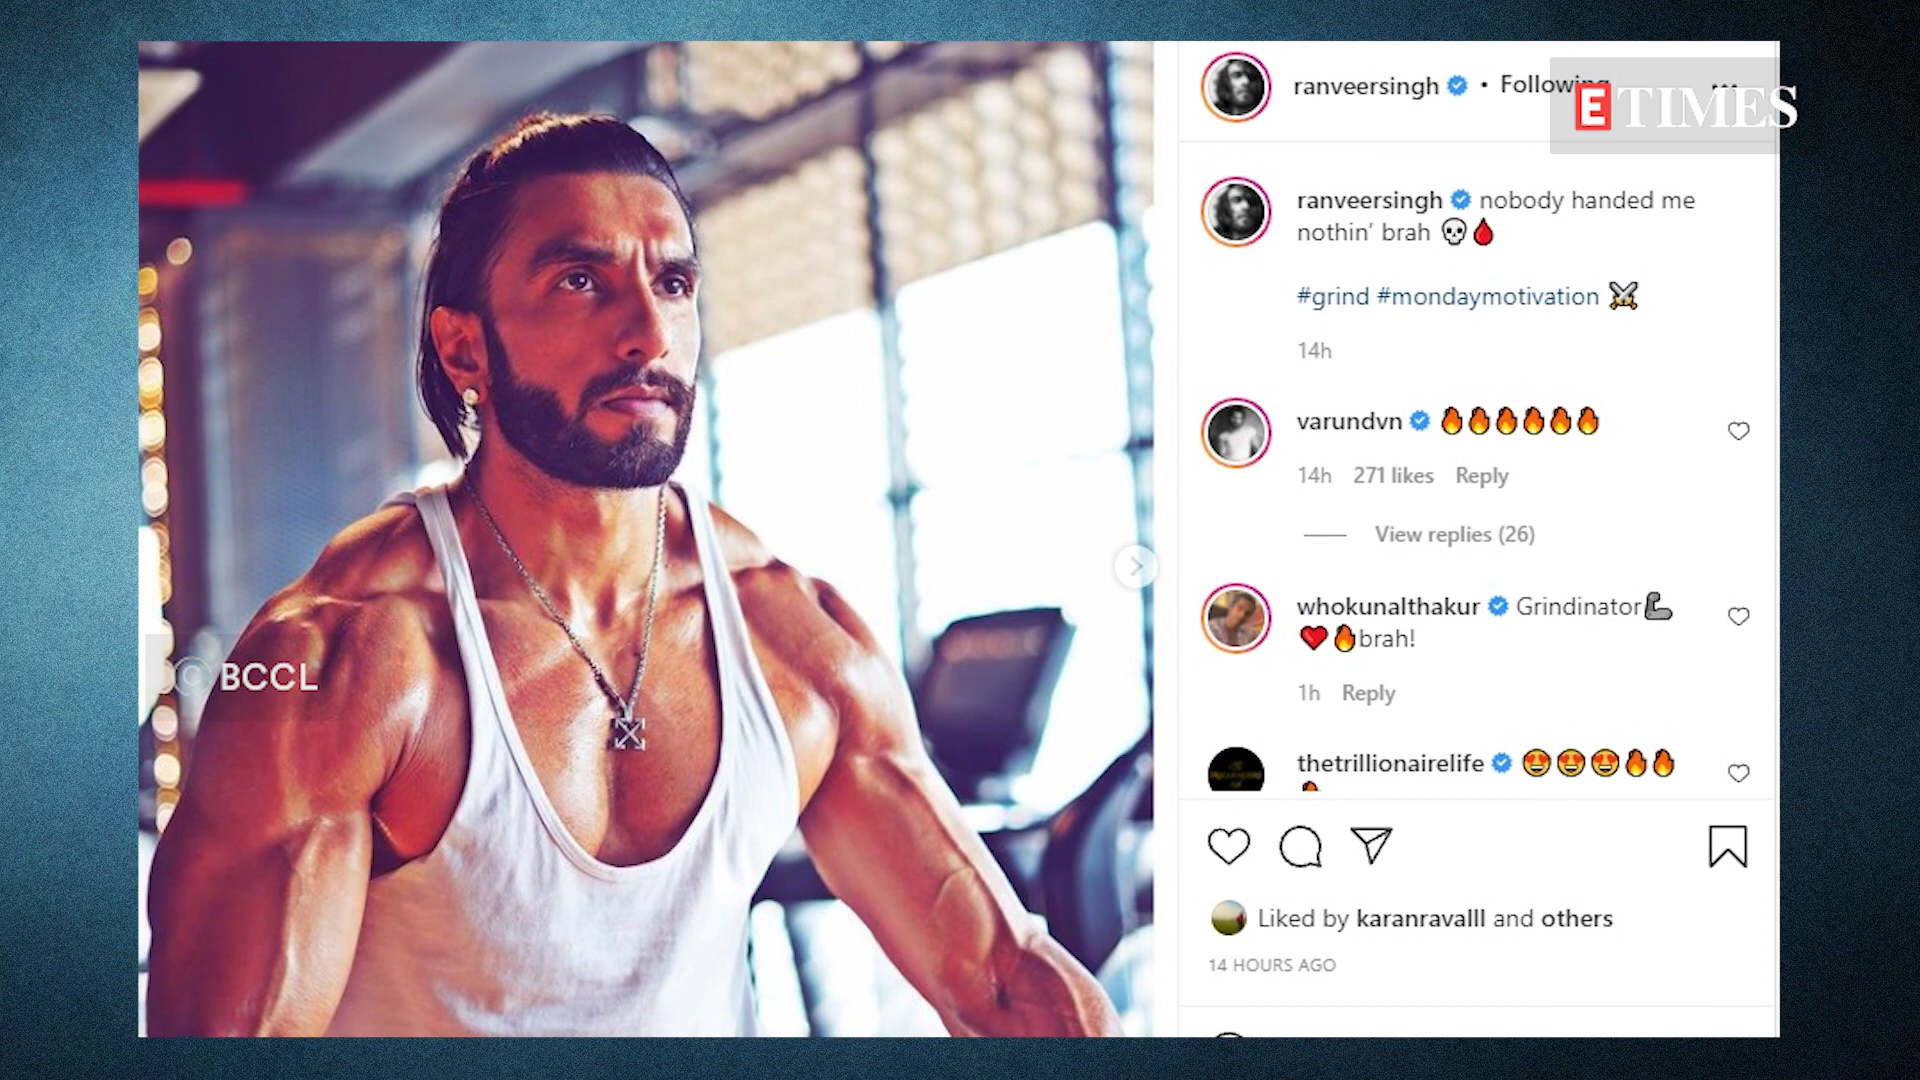 ranveersingh • Following
ETIMES
ranveersingh nobody handed me
nothin’ brah 💀🩸
#grind #mondaymotivation ⚔️
14h
varundvn 🔥🔥🔥🔥🔥🔥
14h 271 likes Reply
View replies (26)
whokunalthakur Grindinator🦾
❤️🔥brah!
1h Reply
thetrillionairelife 😍😍😍🔥🔥
🔥
Liked by karanravalll and others
14 HOURS AGO
© BCCL